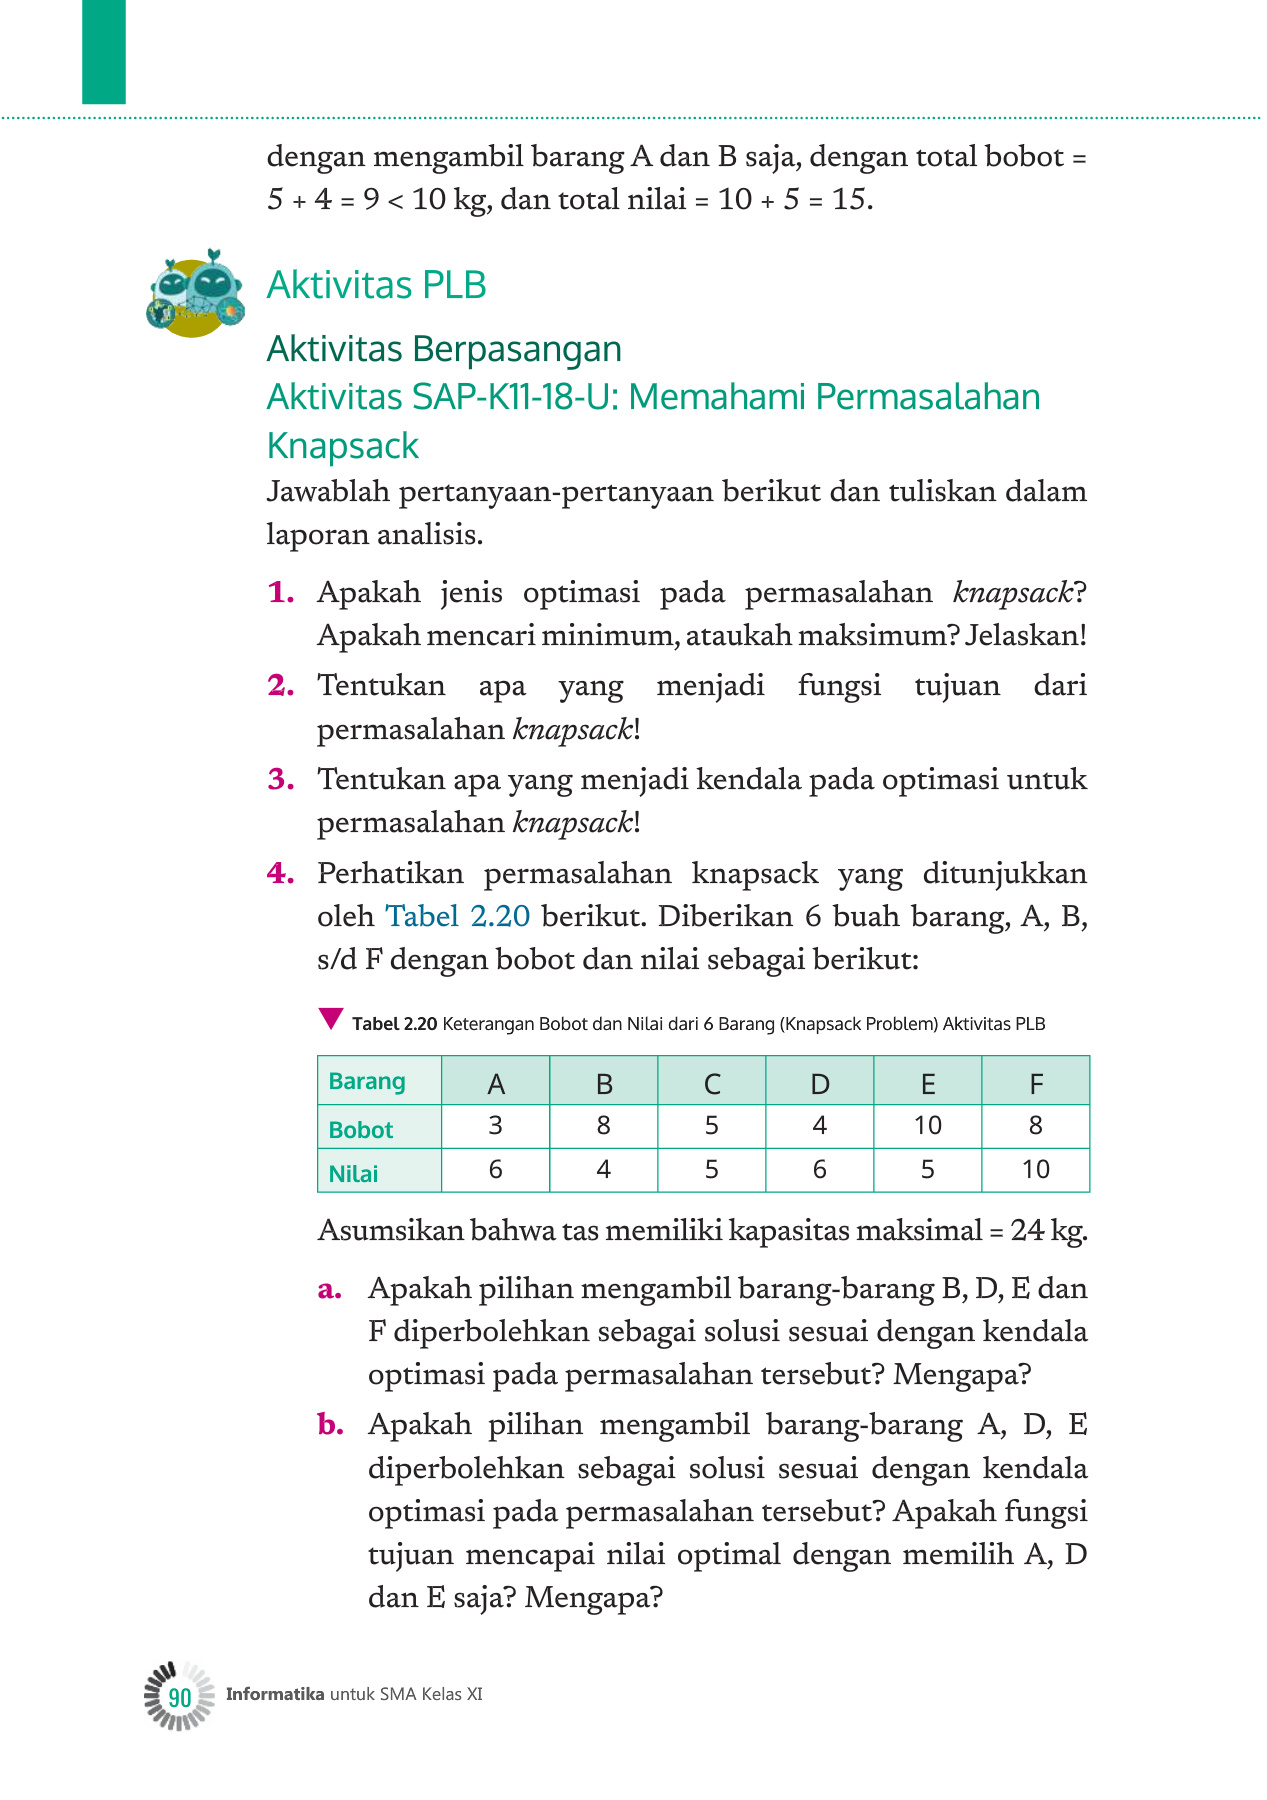 dengan mengambil barang A dan B saja, dengan total bobot =
5 + 4 = 9 < 10 kg, dan total nilai = 10 + 5 = 15.
Aktivitas PLB
Aktivitas Berpasangan
Aktivitas SAP-K11-18-U: Memahami Permasalahan
Knapsack
Jawablah pertanyaan-pertanyaan berikut dan tuliskan dalam
laporan analisis.
1. Apakah jenis optimasi pada permasalahan knapsack?
Apakah mencari minimum, ataukah maksimum? Jelaskan!
2. Tentukan apa yang menjadi fungsi tujuan dari
permasalahan knapsack!
3. Tentukan apa yang menjadi kendala pada optimasi untuk
permasalahan knapsack!
4. Perhatikan permasalahan knapsack yang ditunjukkan
oleh Tabel 2.20 berikut. Diberikan 6 buah barang, A, B,
s/d F dengan bobot dan nilai sebagai berikut:
Tabel 2.20 Keterangan Bobot dan Nilai dari 6 Barang (Knapsack Problem) Aktivitas PLB
Barang A B C D E F
Bobot 3 8 5 4 10 8
Nilai 6 4 5 6 5 10
Asumsikan bahwa tas memiliki kapasitas maksimal = 24 kg.
a. Apakah pilihan mengambil barang-barang B, D, E dan
F diperbolehkan sebagai solusi sesuai dengan kendala
optimasi pada permasalahan tersebut? Mengapa?
b. Apakah pilihan mengambil barang-barang A, D, E
diperbolehkan sebagai solusi sesuai dengan kendala
optimasi pada permasalahan tersebut? Apakah fungsi
tujuan mencapai nilai optimal dengan memilih A, D
dan E saja? Mengapa?
90 Informatika untuk SMA Kelas XI